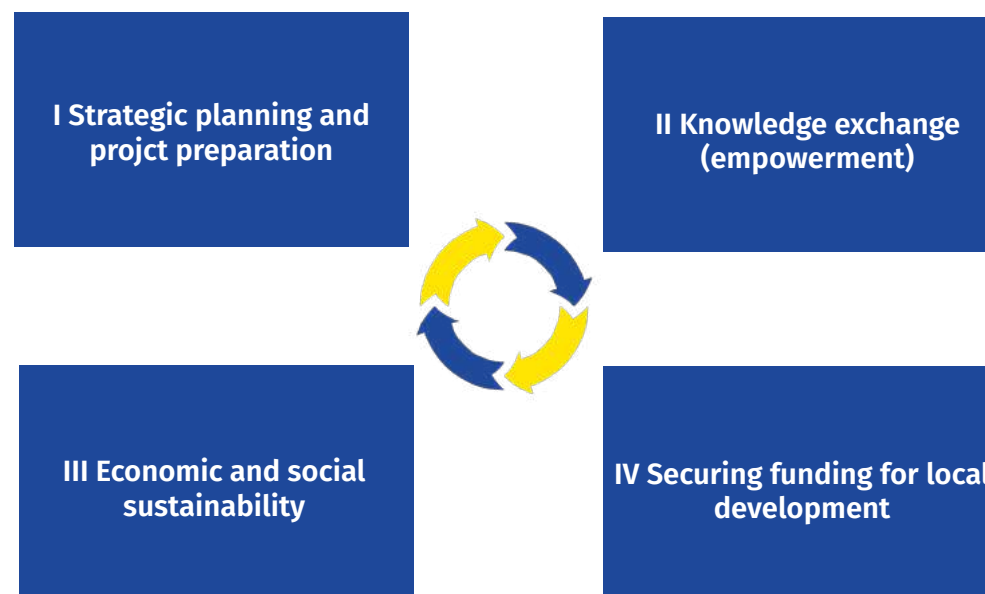 I Strategic planning and
projct preparation
II Knowledge exchange
(empowerment)
III Economic and social
sustainability
IV Securing funding for local
development